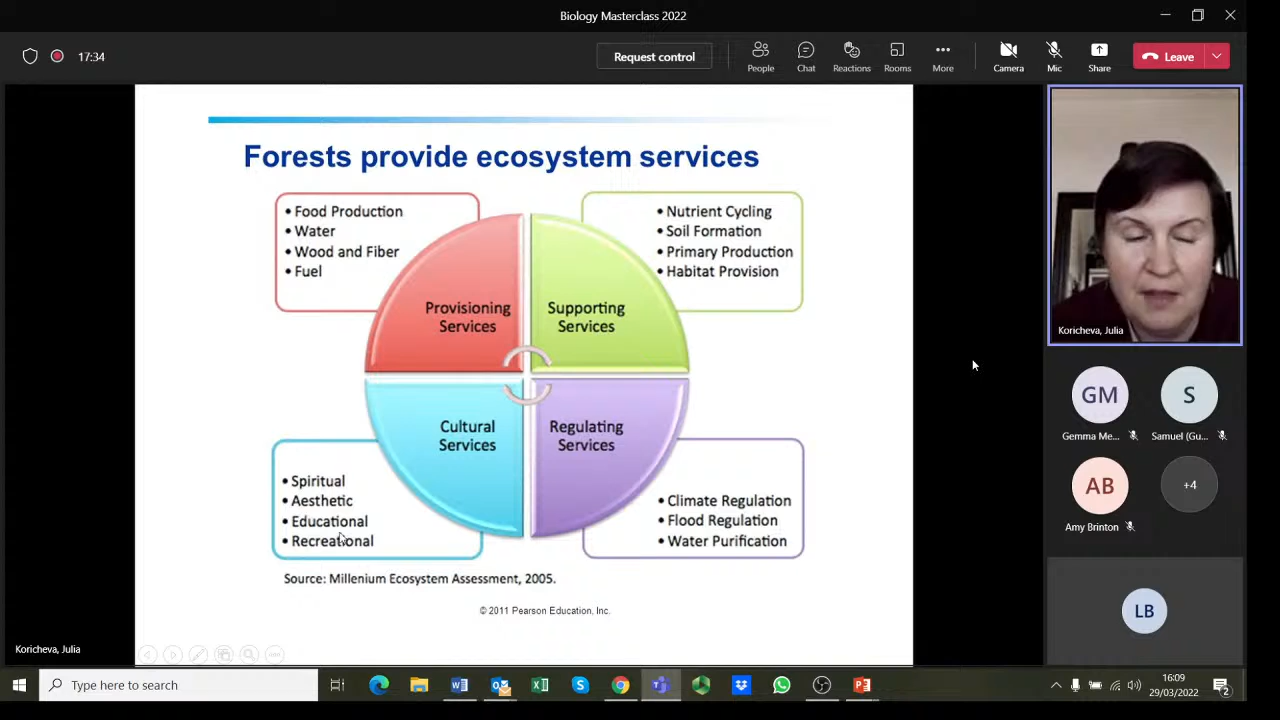 Biology Masterclass 2022
17:34
Request control
People
Chat
Reactions
Rooms
More
Camera
Mic
Share
Leave
Forests provide ecosystem services
• Food Production
• Water
• Wood and Fiber
• Fuel
• Nutrient Cycling
• Soil Formation
• Primary Production
• Habitat Provision
Provisioning
Services
Supporting
Services
Cultural
Services
Regulating
Services
• Spiritual
• Aesthetic
• Educational
• Recreational
• Climate Regulation
• Flood Regulation
• Water Purification
Source: Millenium Ecosystem Assessment, 2005.
© 2011 Pearson Education, Inc.
Koricheva, Julia
Koricheva, Julia
GM
Gemma Me...
S
Samuel (Gu...
AB
Amy Brinton
+4
LB
Type here to search
16:09
29/03/2022
2